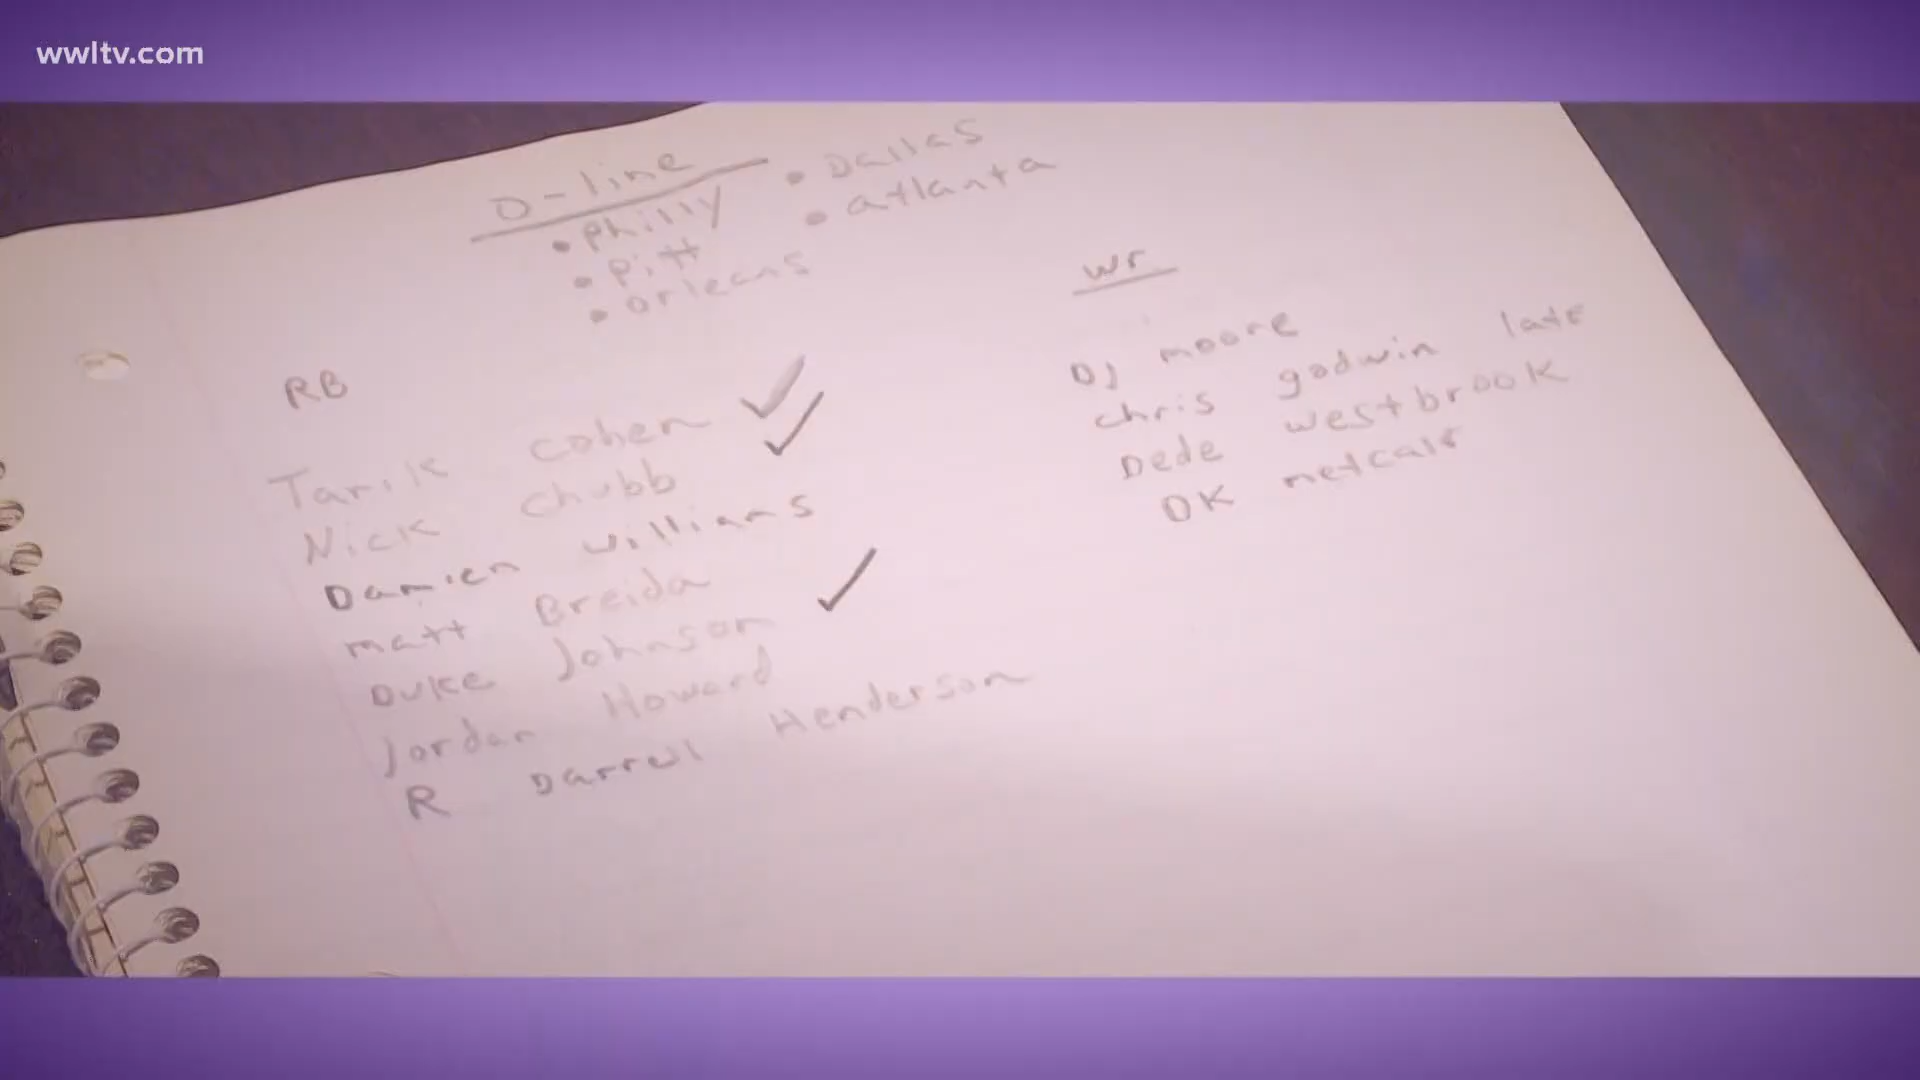 wwltv.com
O-line
• Philly
• Pitt
• orleans
• Dallas
• atlanta
RB
Tarik cohen ✓
Nick chubb ✓
Damien williams
matt Breida
Duke Johnson ✓
Jordan Howard
R Darrell Henderson
wr
DJ moore
chris godwin late
Dede westbrook
DK metcalf